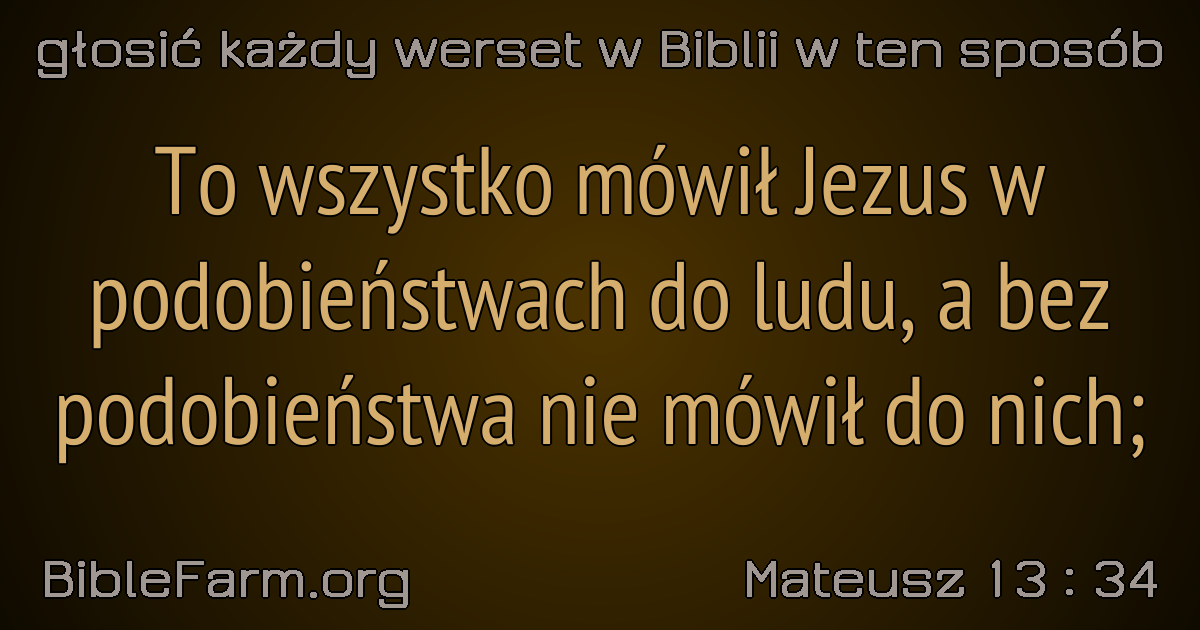 głosić każdy werset w Biblii w ten sposób
To wszystko mówił Jezus w
podobieństwach do ludu, a bez
podobieństwa nie mówił do nich;
BibleFarm.org
Mateusz 13 : 34